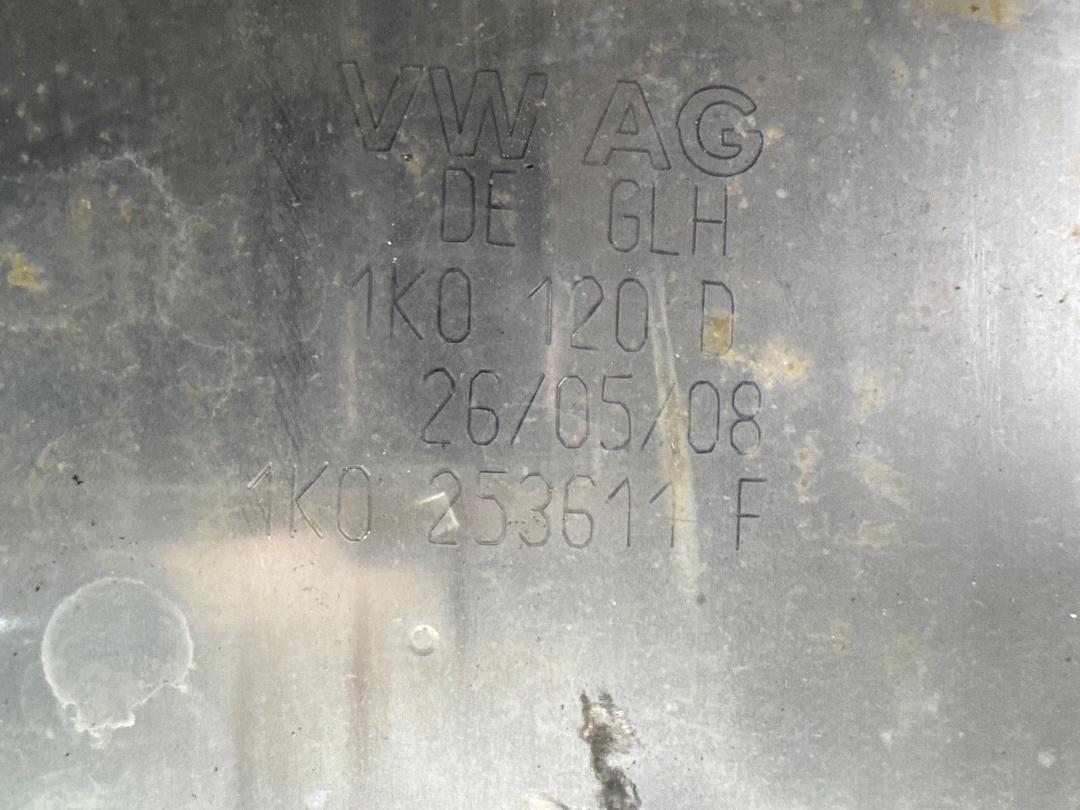 VW AG
DE GLH
1K0 120 D
26/05/08
1K0 253611 F